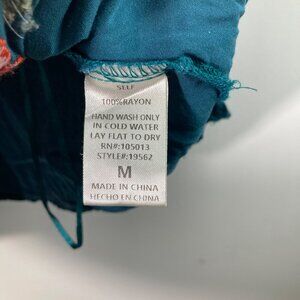 SELF
100%RAYON
HAND WASH ONLY
IN COLD WATER
LAY FLAT TO DRY
RN#:105013
STYLE#:19562
M
MADE IN CHINA
HECHO EN CHINA